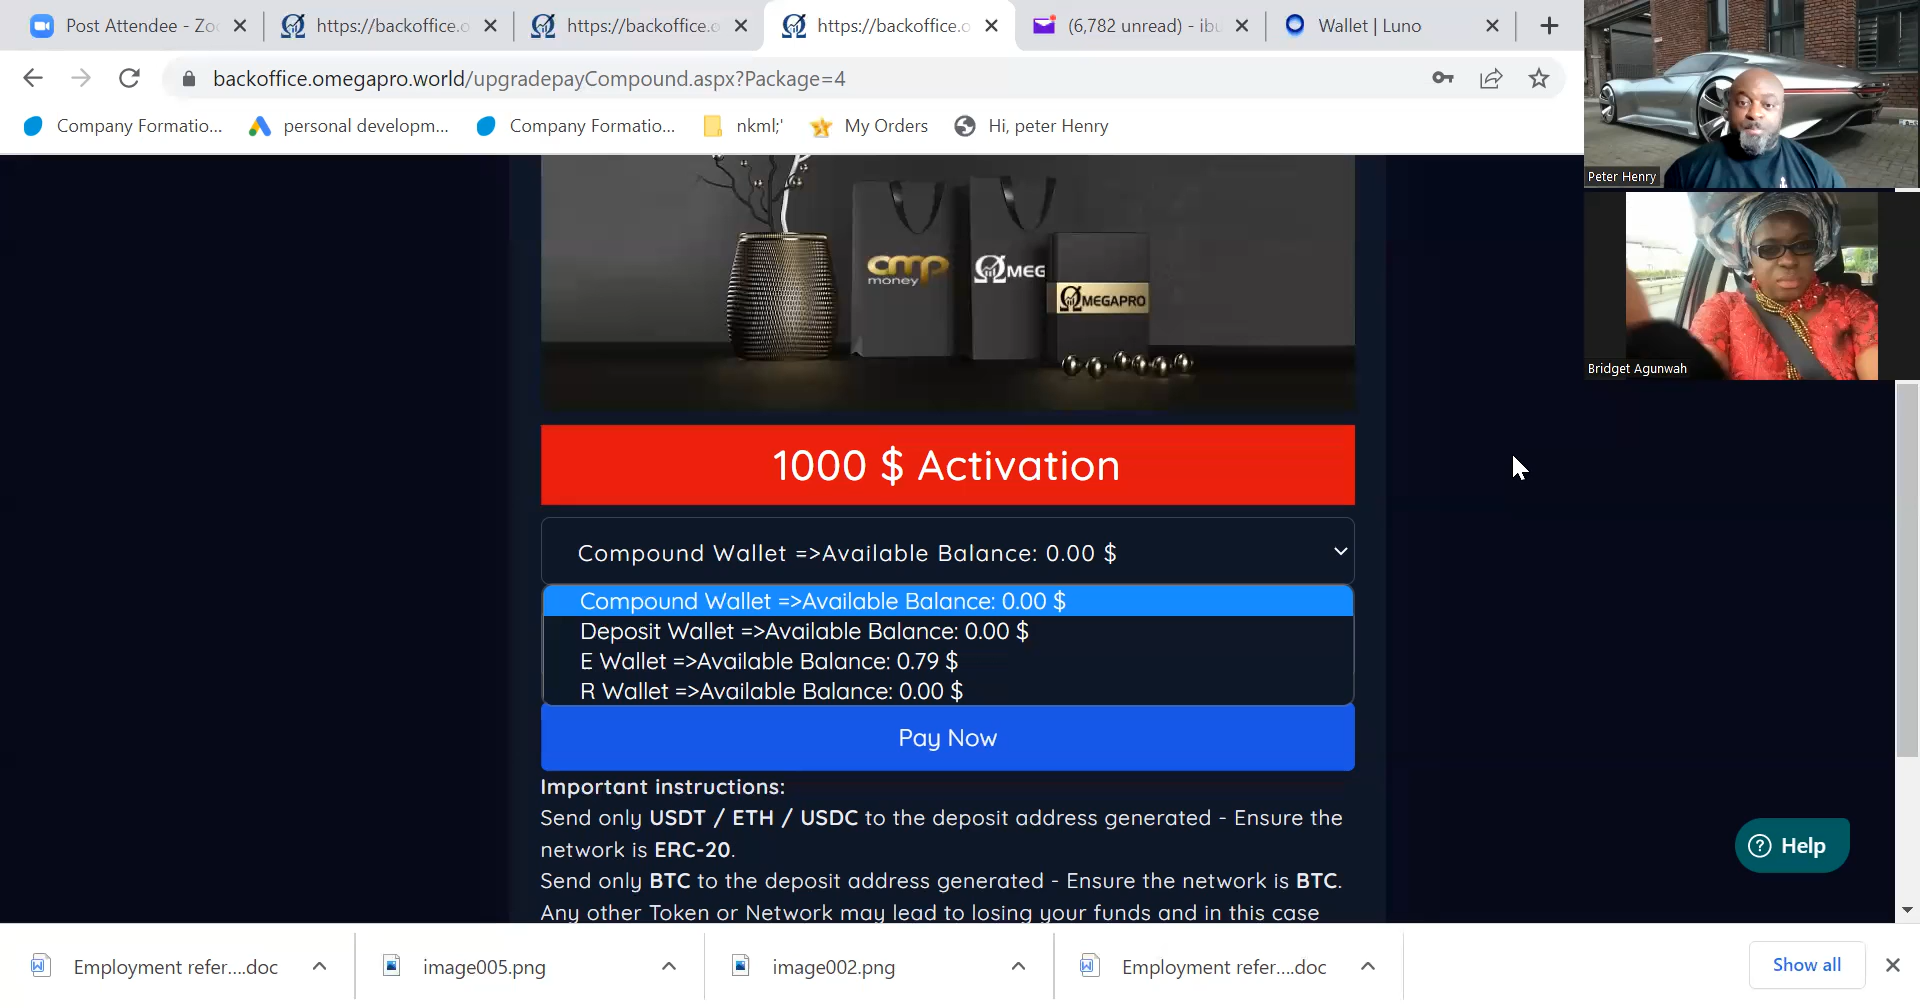 Post Attendee - Zo
https://backoffice.o
https://backoffice.o
https://backoffice.o
(6,782 unread) - ibu
Wallet | Luno
backoffice.omegapro.world/upgradepayCompound.aspx?Package=4
Company Formatio...
personal developm...
Company Formatio...
nkml;'
My Orders
Hi, peter Henry
Peter Henry
Bridget Agunwah
omp
money
OMEG
OMEGAPRO
1000 $ Activation
Compound Wallet =>Available Balance: 0.00 $
Compound Wallet =>Available Balance: 0.00 $
Deposit Wallet =>Available Balance: 0.00 $
E Wallet =>Available Balance: 0.79 $
R Wallet =>Available Balance: 0.00 $
Pay Now
Important instructions:
Send only USDT / ETH / USDC to the deposit address generated - Ensure the
network is ERC-20.
Send only BTC to the deposit address generated - Ensure the network is BTC.
Any other Token or Network may lead to losing your funds and in this case
Help
Employment refer....doc
image005.png
image002.png
Employment refer....doc
Show all